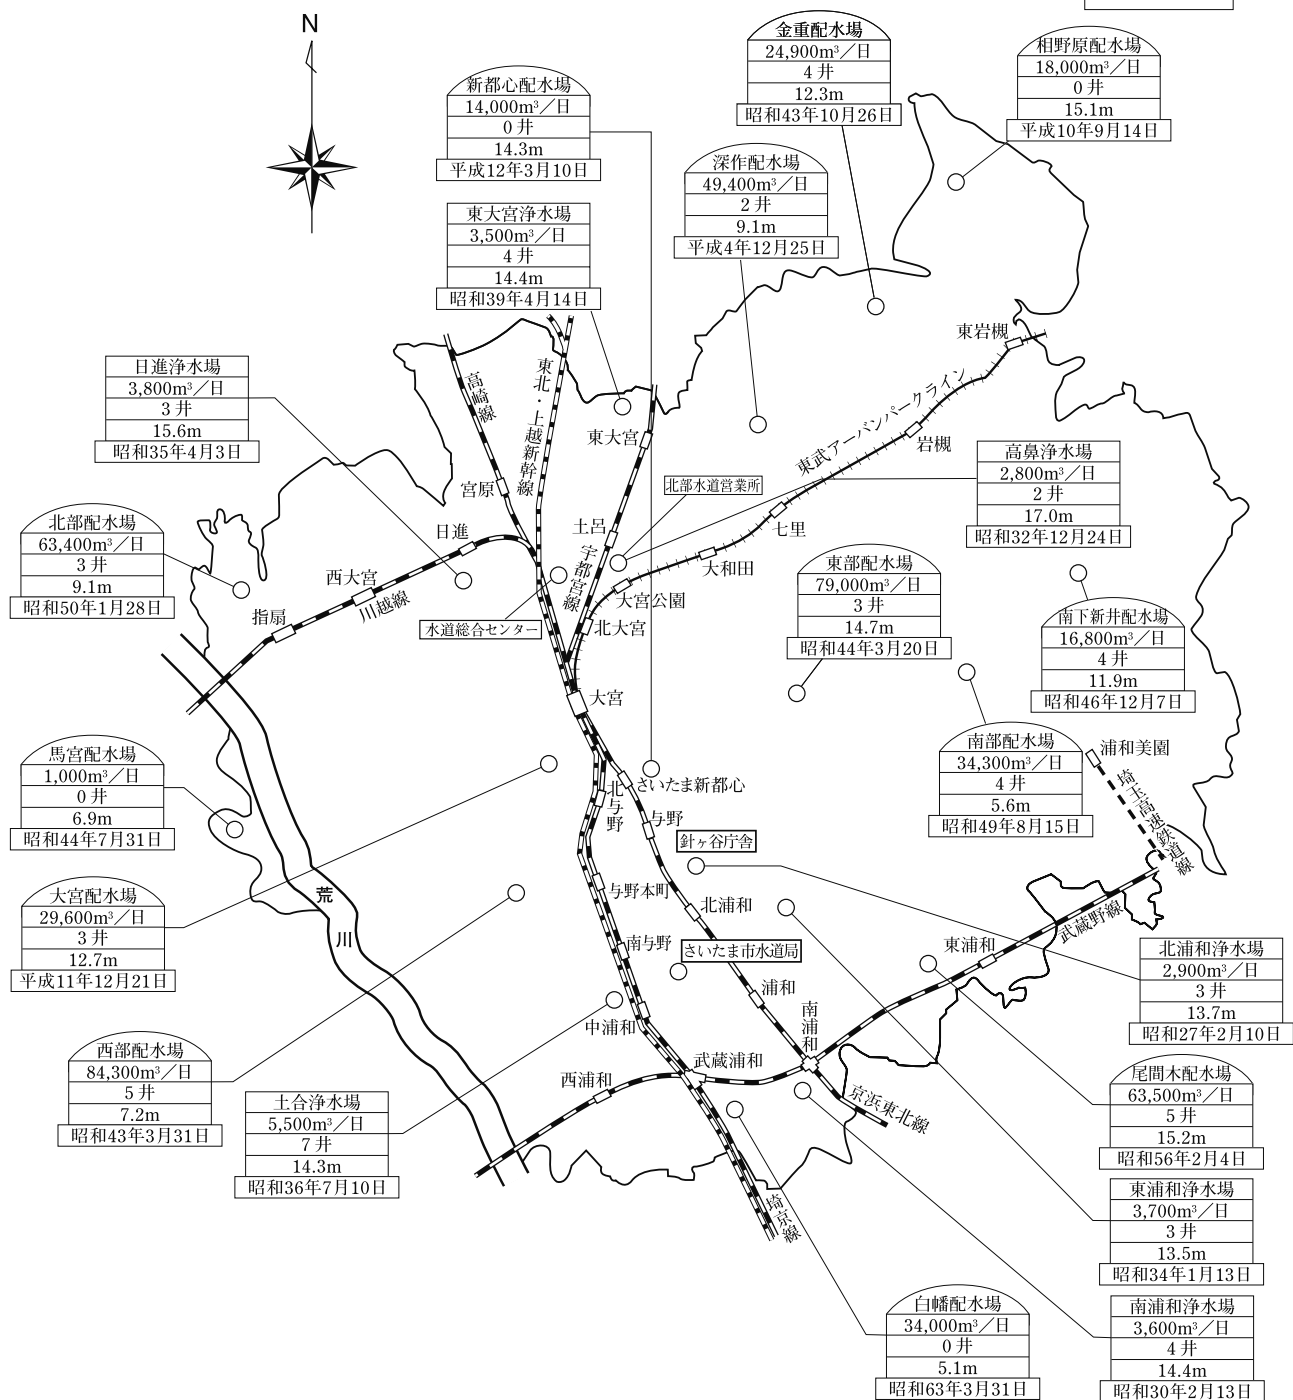 N
金重配水場
24,900m³／日
4 井
12.3m
昭和43年10月26日
相野原配水場
18,000m³／日
0 井
15.1m
平成10年9月14日
新都心配水場
14,000m³／日
0 井
14.3m
平成12年3月10日
深作配水場
49,400m³／日
2 井
9.1m
平成4年12月25日
東大宮浄水場
3,500m³／日
4 井
14.4m
昭和39年4月14日
日進浄水場
3,800m³／日
3 井
15.6m
昭和35年4月3日
高鼻浄水場
2,800m³／日
2 井
17.0m
昭和32年12月24日
北部配水場
63,400m³／日
3 井
9.1m
昭和50年1月28日
東部配水場
79,000m³／日
3 井
14.7m
昭和44年3月20日
南下新井配水場
16,800m³／日
4 井
11.9m
昭和46年12月7日
馬宮配水場
1,000m³／日
0 井
6.9m
昭和44年7月31日
南部配水場
34,300m³／日
4 井
5.6m
昭和49年8月15日
大宮配水場
29,600m³／日
3 井
12.7m
平成11年12月21日
北浦和浄水場
2,900m³／日
3 井
13.7m
昭和27年2月10日
西部配水場
84,300m³／日
5 井
7.2m
昭和43年3月31日
土合浄水場
5,500m³／日
7 井
14.3m
昭和36年7月10日
尾間木配水場
63,500m³／日
5 井
15.2m
昭和56年2月4日
東浦和浄水場
3,700m³／日
3 井
13.5m
昭和34年1月13日
白幡配水場
34,000m³／日
0 井
5.1m
昭和63年3月31日
南浦和浄水場
3,600m³／日
4 井
14.4m
昭和30年2月13日
高崎線
東北・上越新幹線
東武アーバンパークライン
東岩槻
岩槻
東大宮
北部水道営業所
宮原
日進
土呂
七里
大和田
宇都宮線
大宮公園
西大宮
川越線
指扇
水道総合センター
北大宮
大宮
さいたま新都心
北与野
与野
針ヶ谷庁舎
浦和美園
埼玉高速鉄道線
与野本町
北浦和
荒
川
南与野
さいたま市水道局
東浦和
武蔵野線
浦和
中浦和
南浦和
武蔵浦和
西浦和
京浜東北線
埼京線